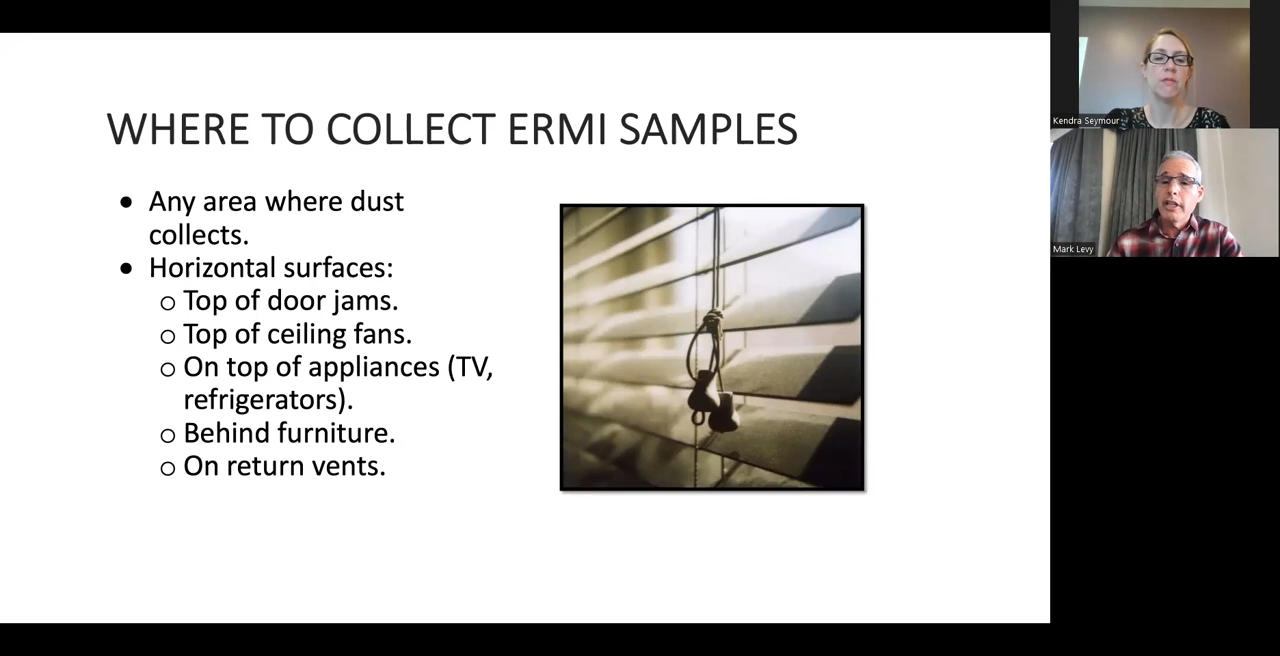 WHERE TO COLLECT ERMI SAMPLES
• Any area where dust
collects.
• Horizontal surfaces:
o Top of door jams.
o Top of ceiling fans.
o On top of appliances (TV,
refrigerators).
o Behind furniture.
o On return vents.
Kendra Seymour
Mark Levy